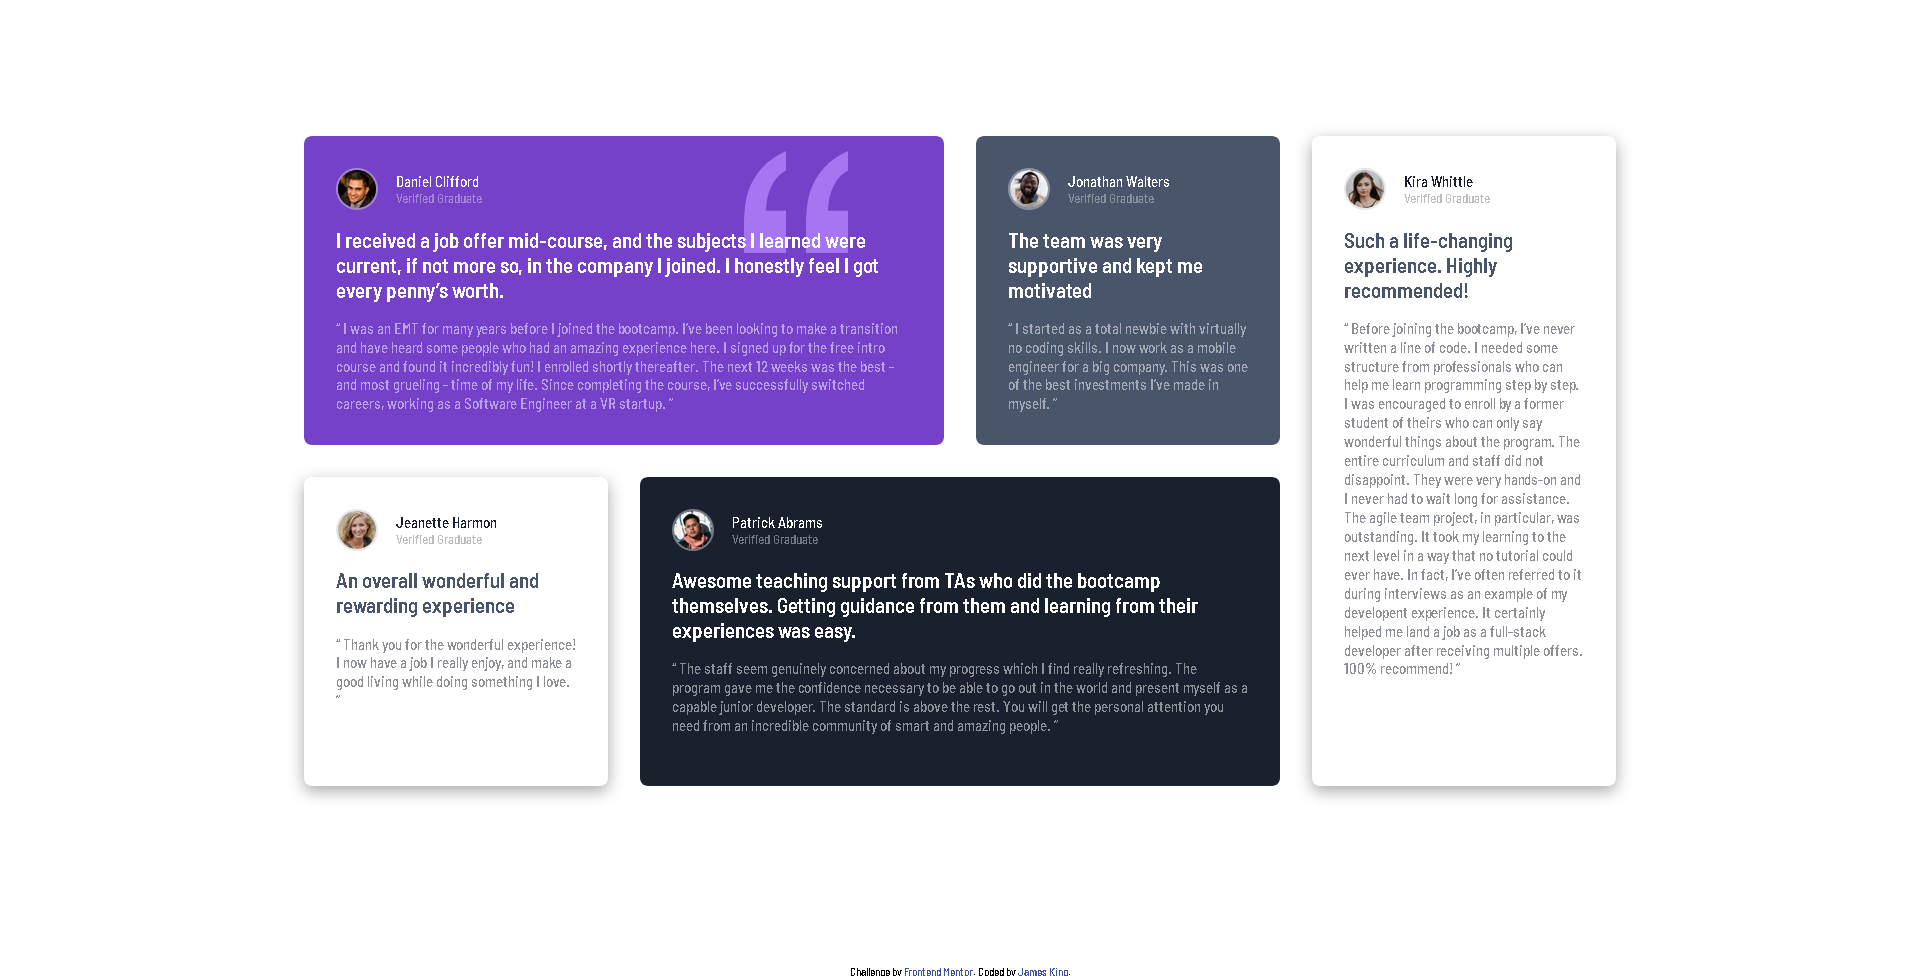 Daniel Clifford
Verified Graduate
I received a job offer mid-course, and the subjects I learned were
current, if not more so, in the company I joined. I honestly feel I got
every penny’s worth.
“ I was an EMT for many years before I joined the bootcamp. I’ve been looking to make a transition
and have heard some people who had an amazing experience here. I signed up for the free intro
course and found it incredibly fun! I enrolled shortly thereafter. The next 12 weeks was the best -
and most grueling - time of my life. Since completing the course, I’ve successfully switched
careers, working as a Software Engineer at a VR startup. ”
Jonathan Walters
Verified Graduate
The team was very
supportive and kept me
motivated
“ I started as a total newbie with virtually
no coding skills. I now work as a mobile
engineer for a big company. This was one
of the best investments I’ve made in
myself. ”
Kira Whittle
Verified Graduate
Such a life-changing
experience. Highly
recommended!
“ Before joining the bootcamp, I’ve never
written a line of code. I needed some
structure from professionals who can
help me learn programming step by step.
I was encouraged to enroll by a former
student of theirs who can only say
wonderful things about the program. The
entire curriculum and staff did not
disappoint. They were very hands-on and
I never had to wait long for assistance.
The agile team project, in particular, was
outstanding. It took my learning to the
next level in a way that no tutorial could
ever have. In fact, I’ve often referred to it
during interviews as an example of my
developent experience. It certainly
helped me land a job as a full-stack
developer after receiving multiple offers.
100% recommend! ”
Jeanette Harmon
Verified Graduate
An overall wonderful and
rewarding experience
“ Thank you for the wonderful experience!
I now have a job I really enjoy, and make a
good living while doing something I love.
”
Patrick Abrams
Verified Graduate
Awesome teaching support from TAs who did the bootcamp
themselves. Getting guidance from them and learning from their
experiences was easy.
“ The staff seem genuinely concerned about my progress which I find really refreshing. The
program gave me the confidence necessary to be able to go out in the world and present myself as a
capable junior developer. The standard is above the rest. You will get the personal attention you
need from an incredible community of smart and amazing people. ”
Challenge by Frontend Mentor. Coded by James King.